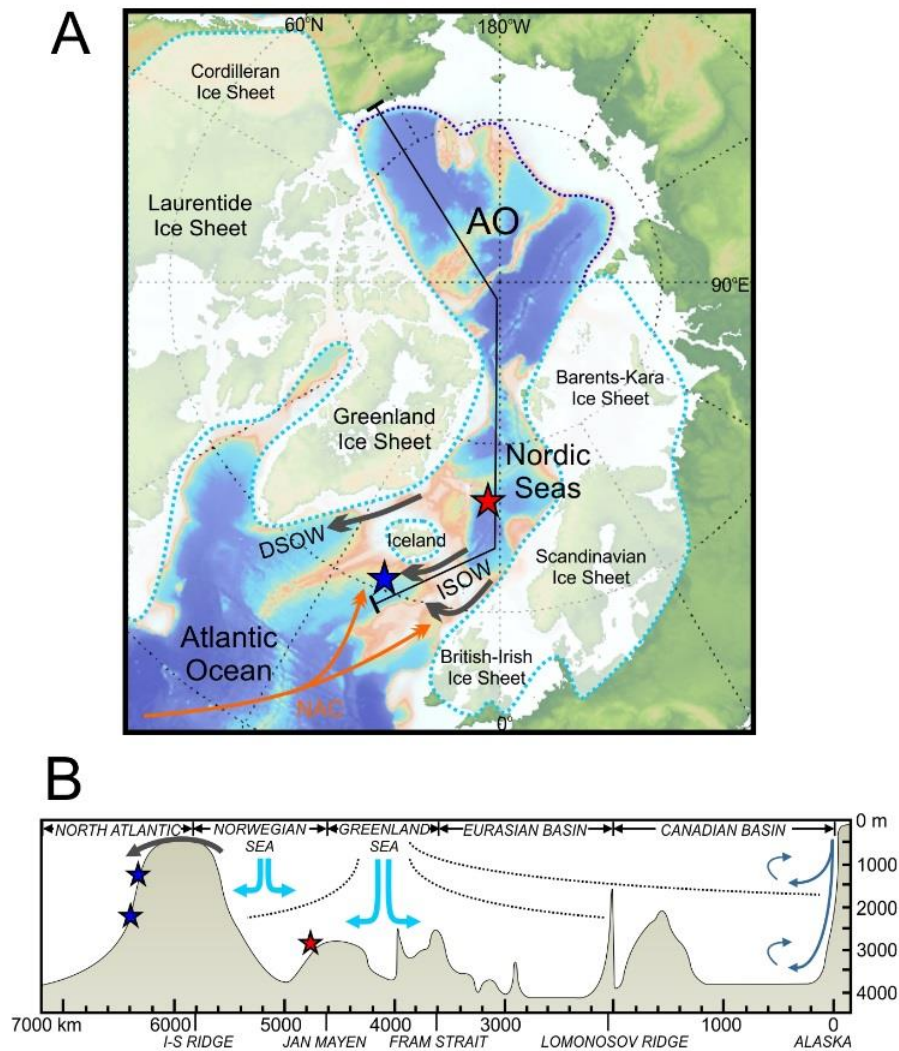 A
60°N
180°W
Cordilleran
Ice Sheet
Laurentide
Ice Sheet
AO
90°E
Barents-Kara
Ice Sheet
Greenland
Ice Sheet
Nordic
Seas
DSOW
Iceland
ISOW
Scandinavian
Ice Sheet
Atlantic
Ocean
British-Irish
Ice Sheet
NAC
0°
B
NORTH ATLANTIC NORWEGIAN SEA GREENLAND SEA EURASIAN BASIN CANADIAN BASIN
0 m
1000
2000
3000
4000
7000 km 6000 5000 4000 3000 1000 0
I-S RIDGE JAN MAYEN FRAM STRAIT LOMONOSOV RIDGE ALASKA